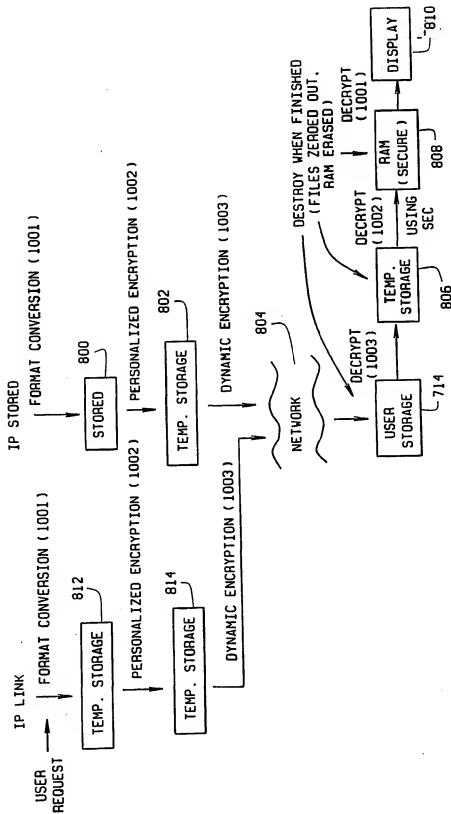 IP LINK
USER
REQUEST
FORMAT CONVERSION (1001)
812
TEMP. STORAGE
PERSONALIZED ENCRYPTION (1002)
814
TEMP. STORAGE
DYNAMIC ENCRYPTION (1003)
IP STORED
FORMAT CONVERSION (1001)
800
STORED
PERSONALIZED ENCRYPTION (1002)
802
TEMP. STORAGE
DYNAMIC ENCRYPTION (1003)
804
NETWORK
DESTROY WHEN FINISHED
(FILES ZEROED OUT,
RAM ERASED)
USER
STORAGE
714
DECRYPT
(1003)
TEMP.
STORAGE
806
DECRYPT
(1002)
USING
SEC
RAM
(SECURE)
808
DECRYPT
(1001)
DISPLAY
810